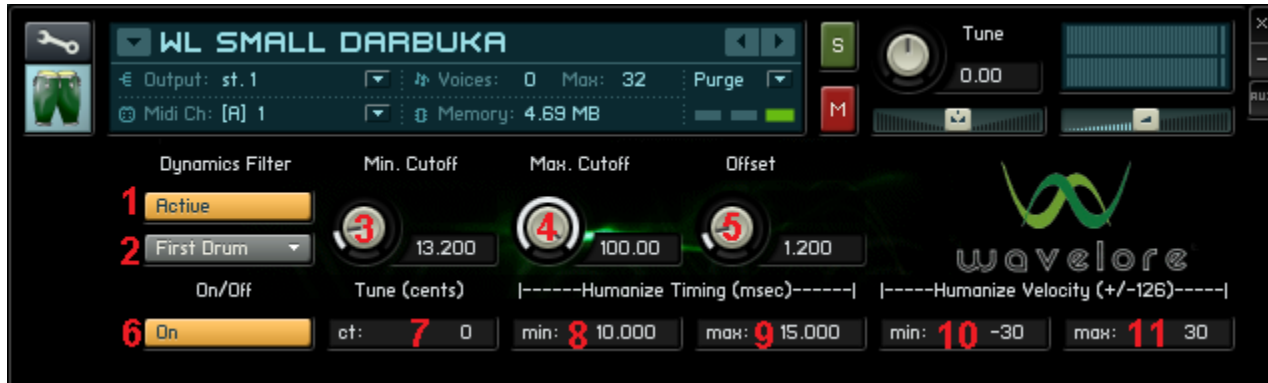 WL SMALL DARBUKA
Output: st.1 Voices: 0 Max: 32 Purge
Midi Ch: [A] 1 Memory: 4.69 MB
S
M
Tune
0.00
×
−
AUX
Dynamics Filter Min. Cutoff Max. Cutoff Offset
1 Active
2 First Drum 3 13.200 4 100.00 5 1.200
wavelore
On/Off Tune (cents) |------Humanize Timing (msec)------| |-----Humanize Velocity (+/-126)-----|
6 On ct: 7 0 min: 8 10.000 max: 9 15.000 min: 10 -30 max: 11 30